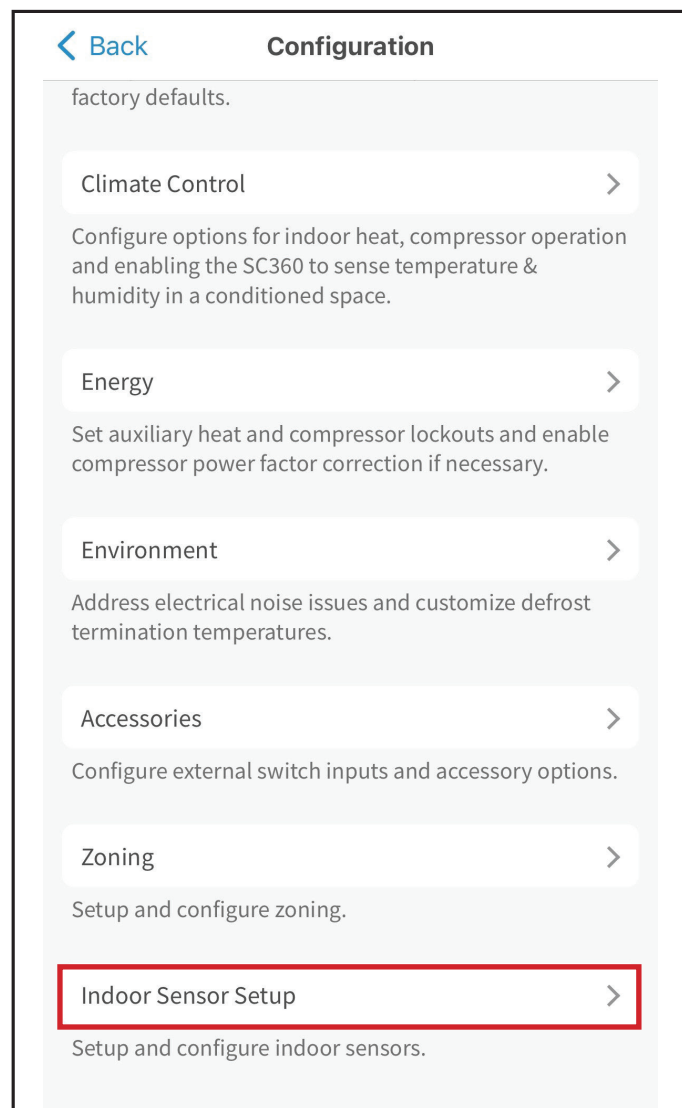 Back
Configuration
factory defaults.
Climate Control
Configure options for indoor heat, compressor operation
and enabling the SC360 to sense temperature &
humidity in a conditioned space.
Energy
Set auxiliary heat and compressor lockouts and enable
compressor power factor correction if necessary.
Environment
Address electrical noise issues and customize defrost
termination temperatures.
Accessories
Configure external switch inputs and accessory options.
Zoning
Setup and configure zoning.
Indoor Sensor Setup
Setup and configure indoor sensors.